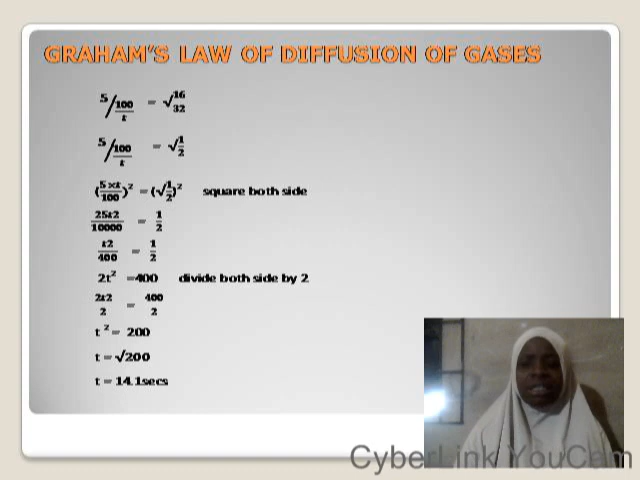 GRAHAM'S LAW OF DIFFUSION OF GASES
5/100/t = √16/32
5/100/t = √1/2
(5×t/100)² = (√1/2)² square both side
25t2/10000 = 1/2
t2/400 = 1/2
2t² =400 divide both side by 2
2t2/2 = 400/2
t ² = 200
t = √200
t = 14.1secs
CyberLink YouCam